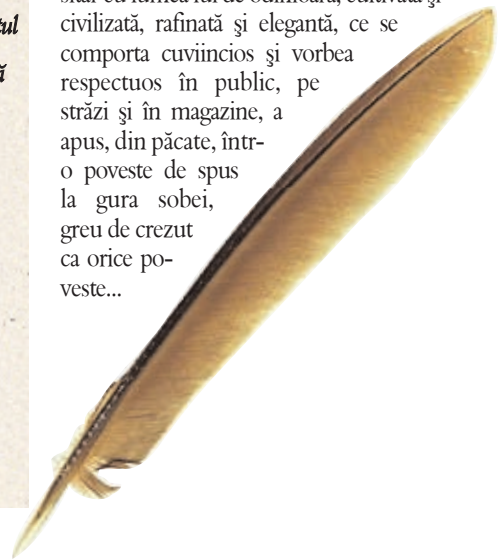 civilizată, rafinată şi elegantă, ce se
comporta cuviincios şi vorbea
respectuos în public, pe
străzi şi în magazine, a
apus, din păcate, într-
o poveste de spus
la gura sobei,
greu de crezut
ca orice po-
veste...